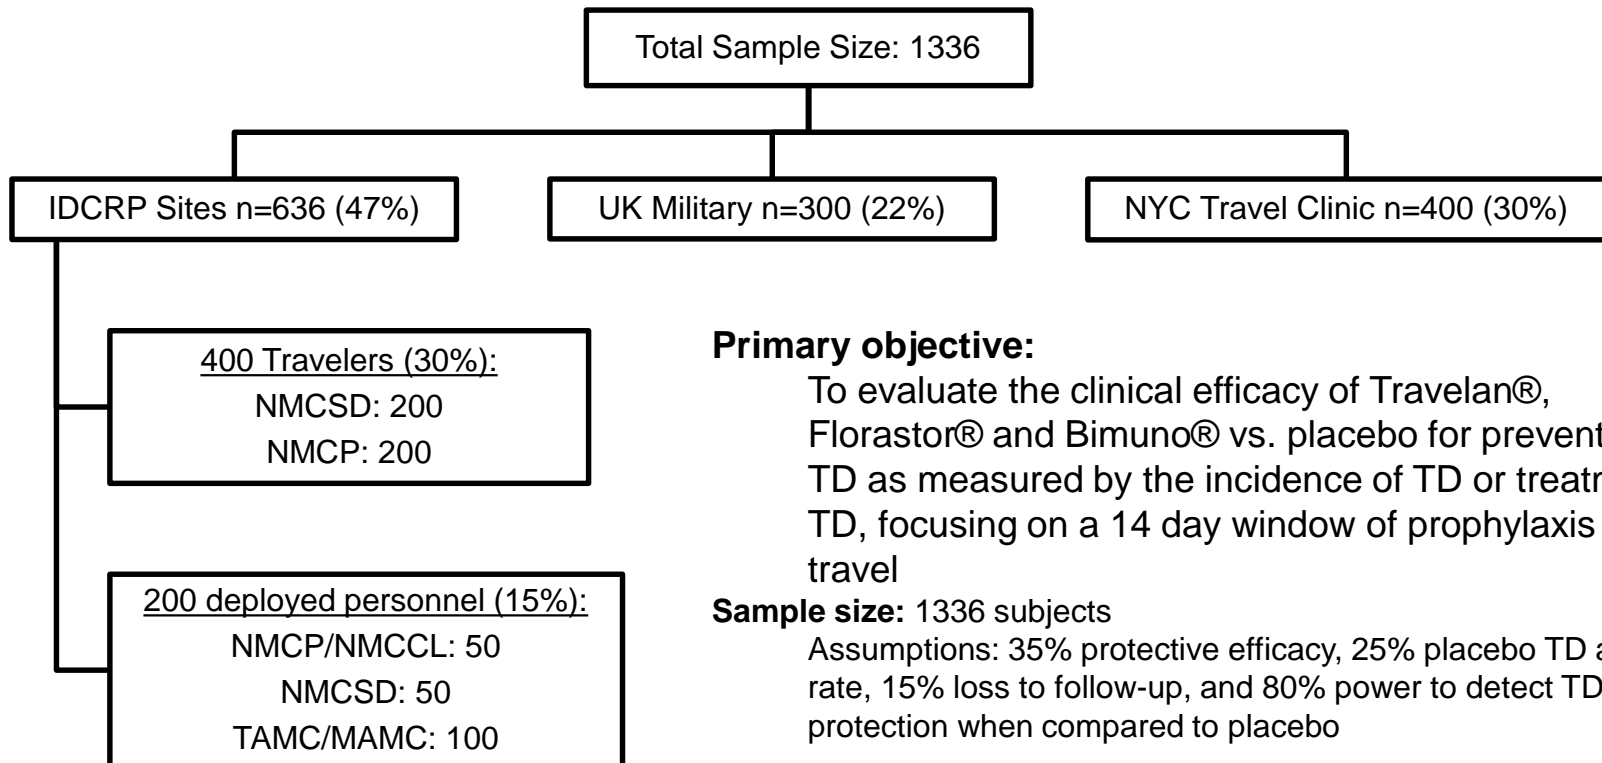 Total Sample Size: 1336
IDCRP Sites n=636 (47%)
UK Military n=300 (22%)
NYC Travel Clinic n=400 (30%)
400 Travelers (30%):
NMCSD: 200
NMCP: 200
200 deployed personnel (15%):
NMCP/NMCCL: 50
NMCSD: 50
TAMC/MAMC: 100
Primary objective:
To evaluate the clinical efficacy of Travelan®,
Florastor® and Bimuno® vs. placebo for
TD as measured by the incidence of TD or
TD, focusing on a 14 day window of prophylaxis
travel
Sample size: 1336 subjects
Assumptions: 35% protective efficacy, 25% placebo TD
rate, 15% loss to follow-up, and 80% power to detect TD
protection when compared to placebo